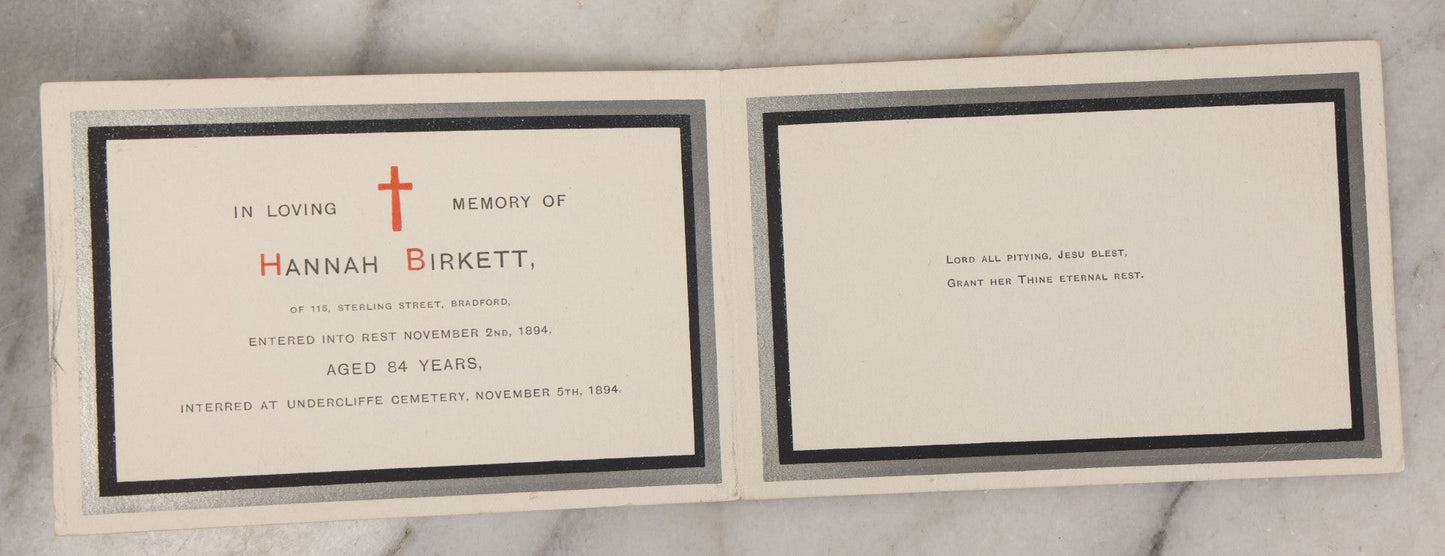 IN LOVING MEMORY OF
HANNAH BIRKETT,
OF 115, STERLING STREET, BRADFORD,
ENTERED INTO REST NOVEMBER 2ND, 1894.
AGED 84 YEARS,
INTERRED AT UNDERCLIFFE CEMETERY, NOVEMBER 5TH, 1894.
LORD ALL PITYING, JESU BLEST,
GRANT HER THINE ETERNAL REST.